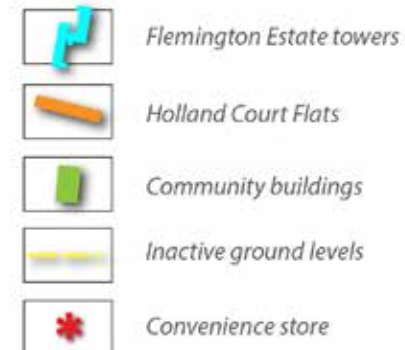 Flemington Estate towers
Holland Court Flats
Community buildings
Inactive ground levels
Convenience store